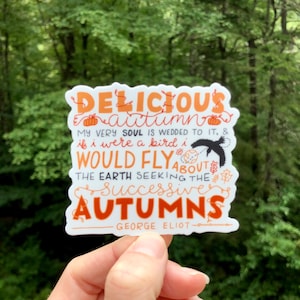 DELICIOUS
autumn
MY VERY SOUL IS WEDDED TO IT, &
if i were a bird i
WOULD FLY ABOUT
THE EARTH SEEKING THE
successive
AUTUMNS
GEORGE ELIOT